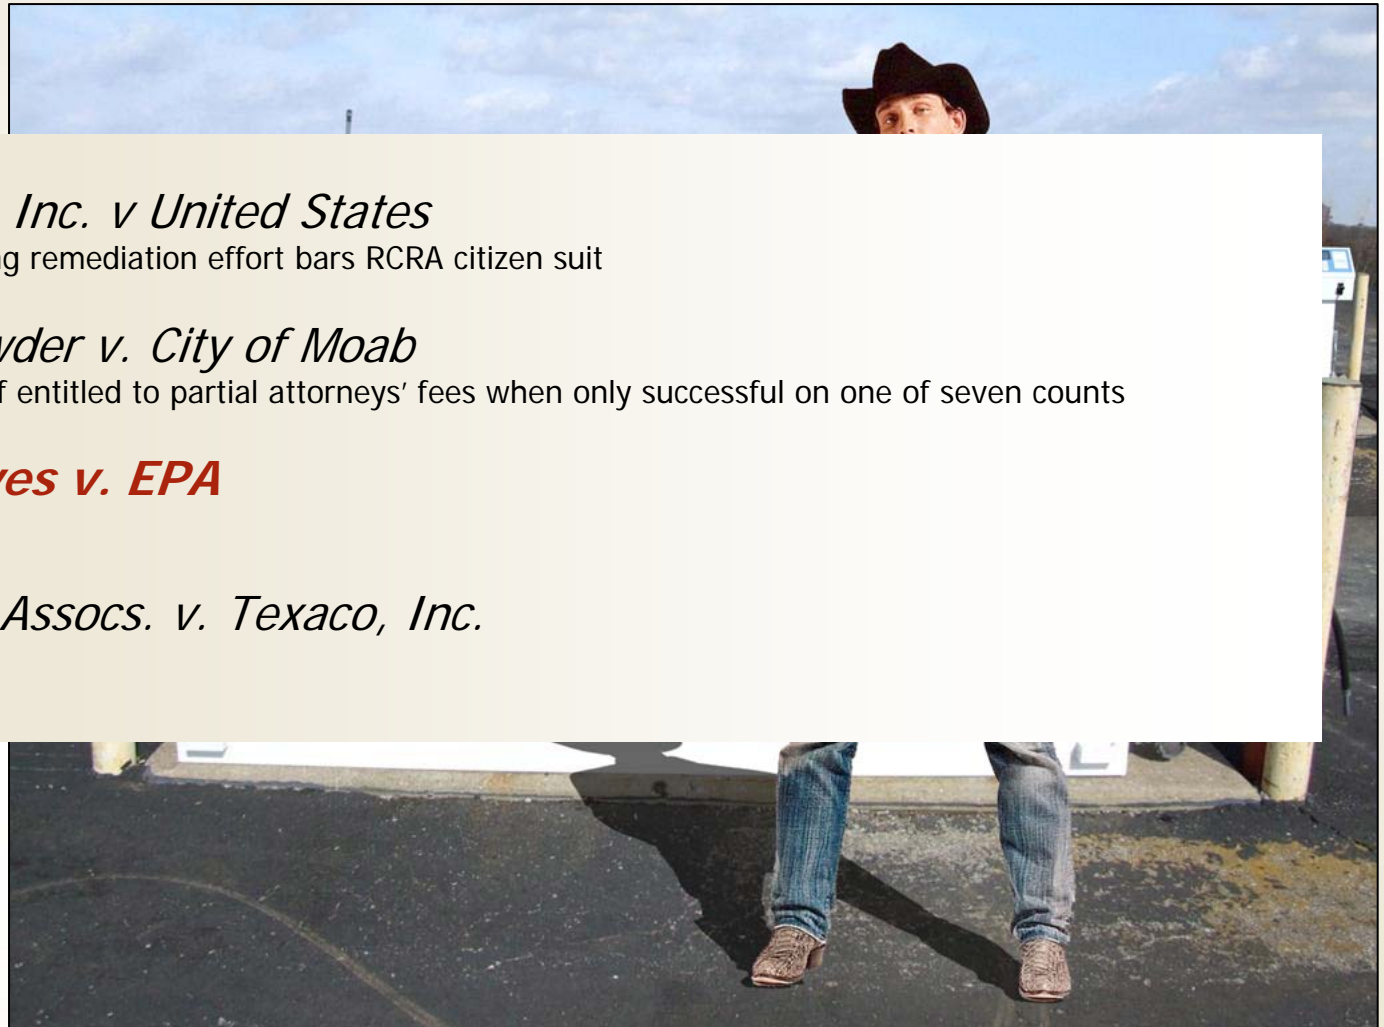 Inc. v United States
g remediation effort bars RCRA citizen suit
der v. City of Moab
entitled to partial attorneys' fees when only successful on one of seven counts
es v. EPA
Assocs. v. Texaco, Inc.